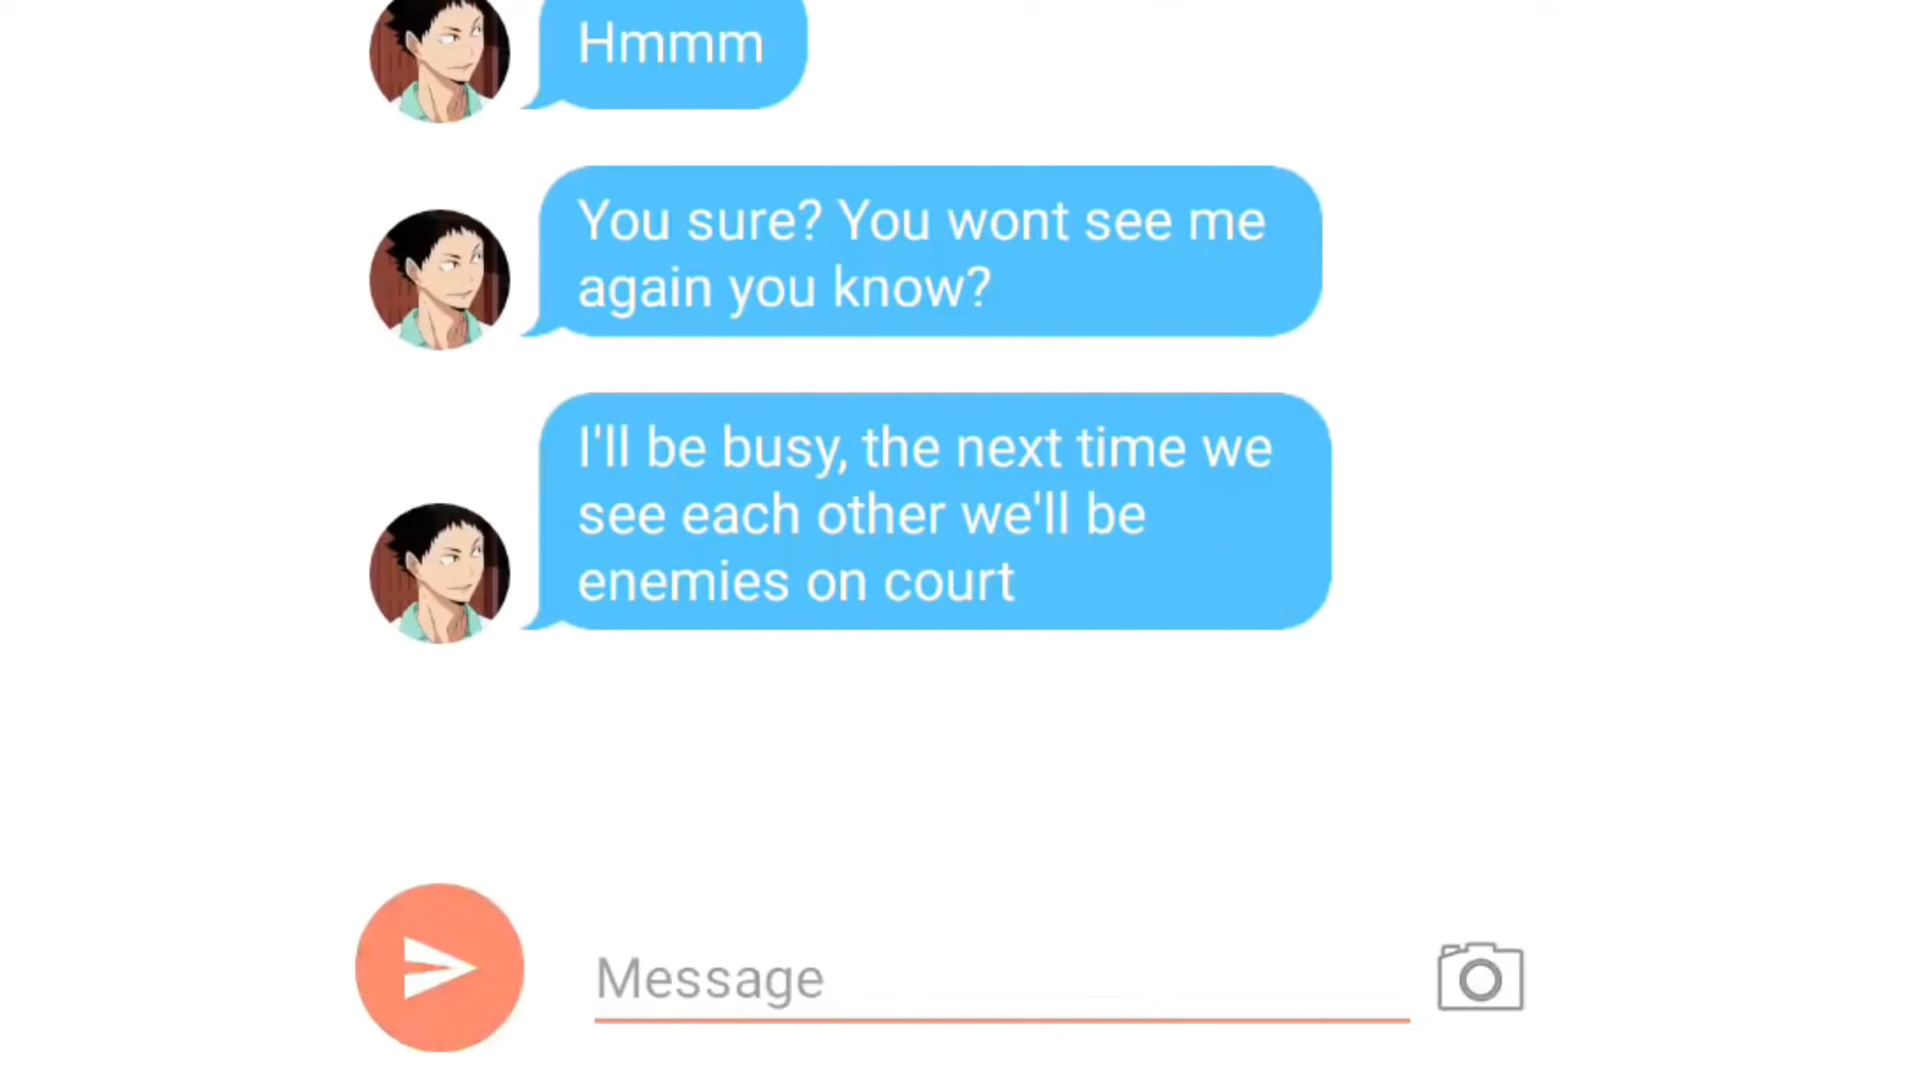 Hmmm
You sure? You wont see me
again you know?
I'll be busy, the next time we
see each other we'll be
enemies on court
Message